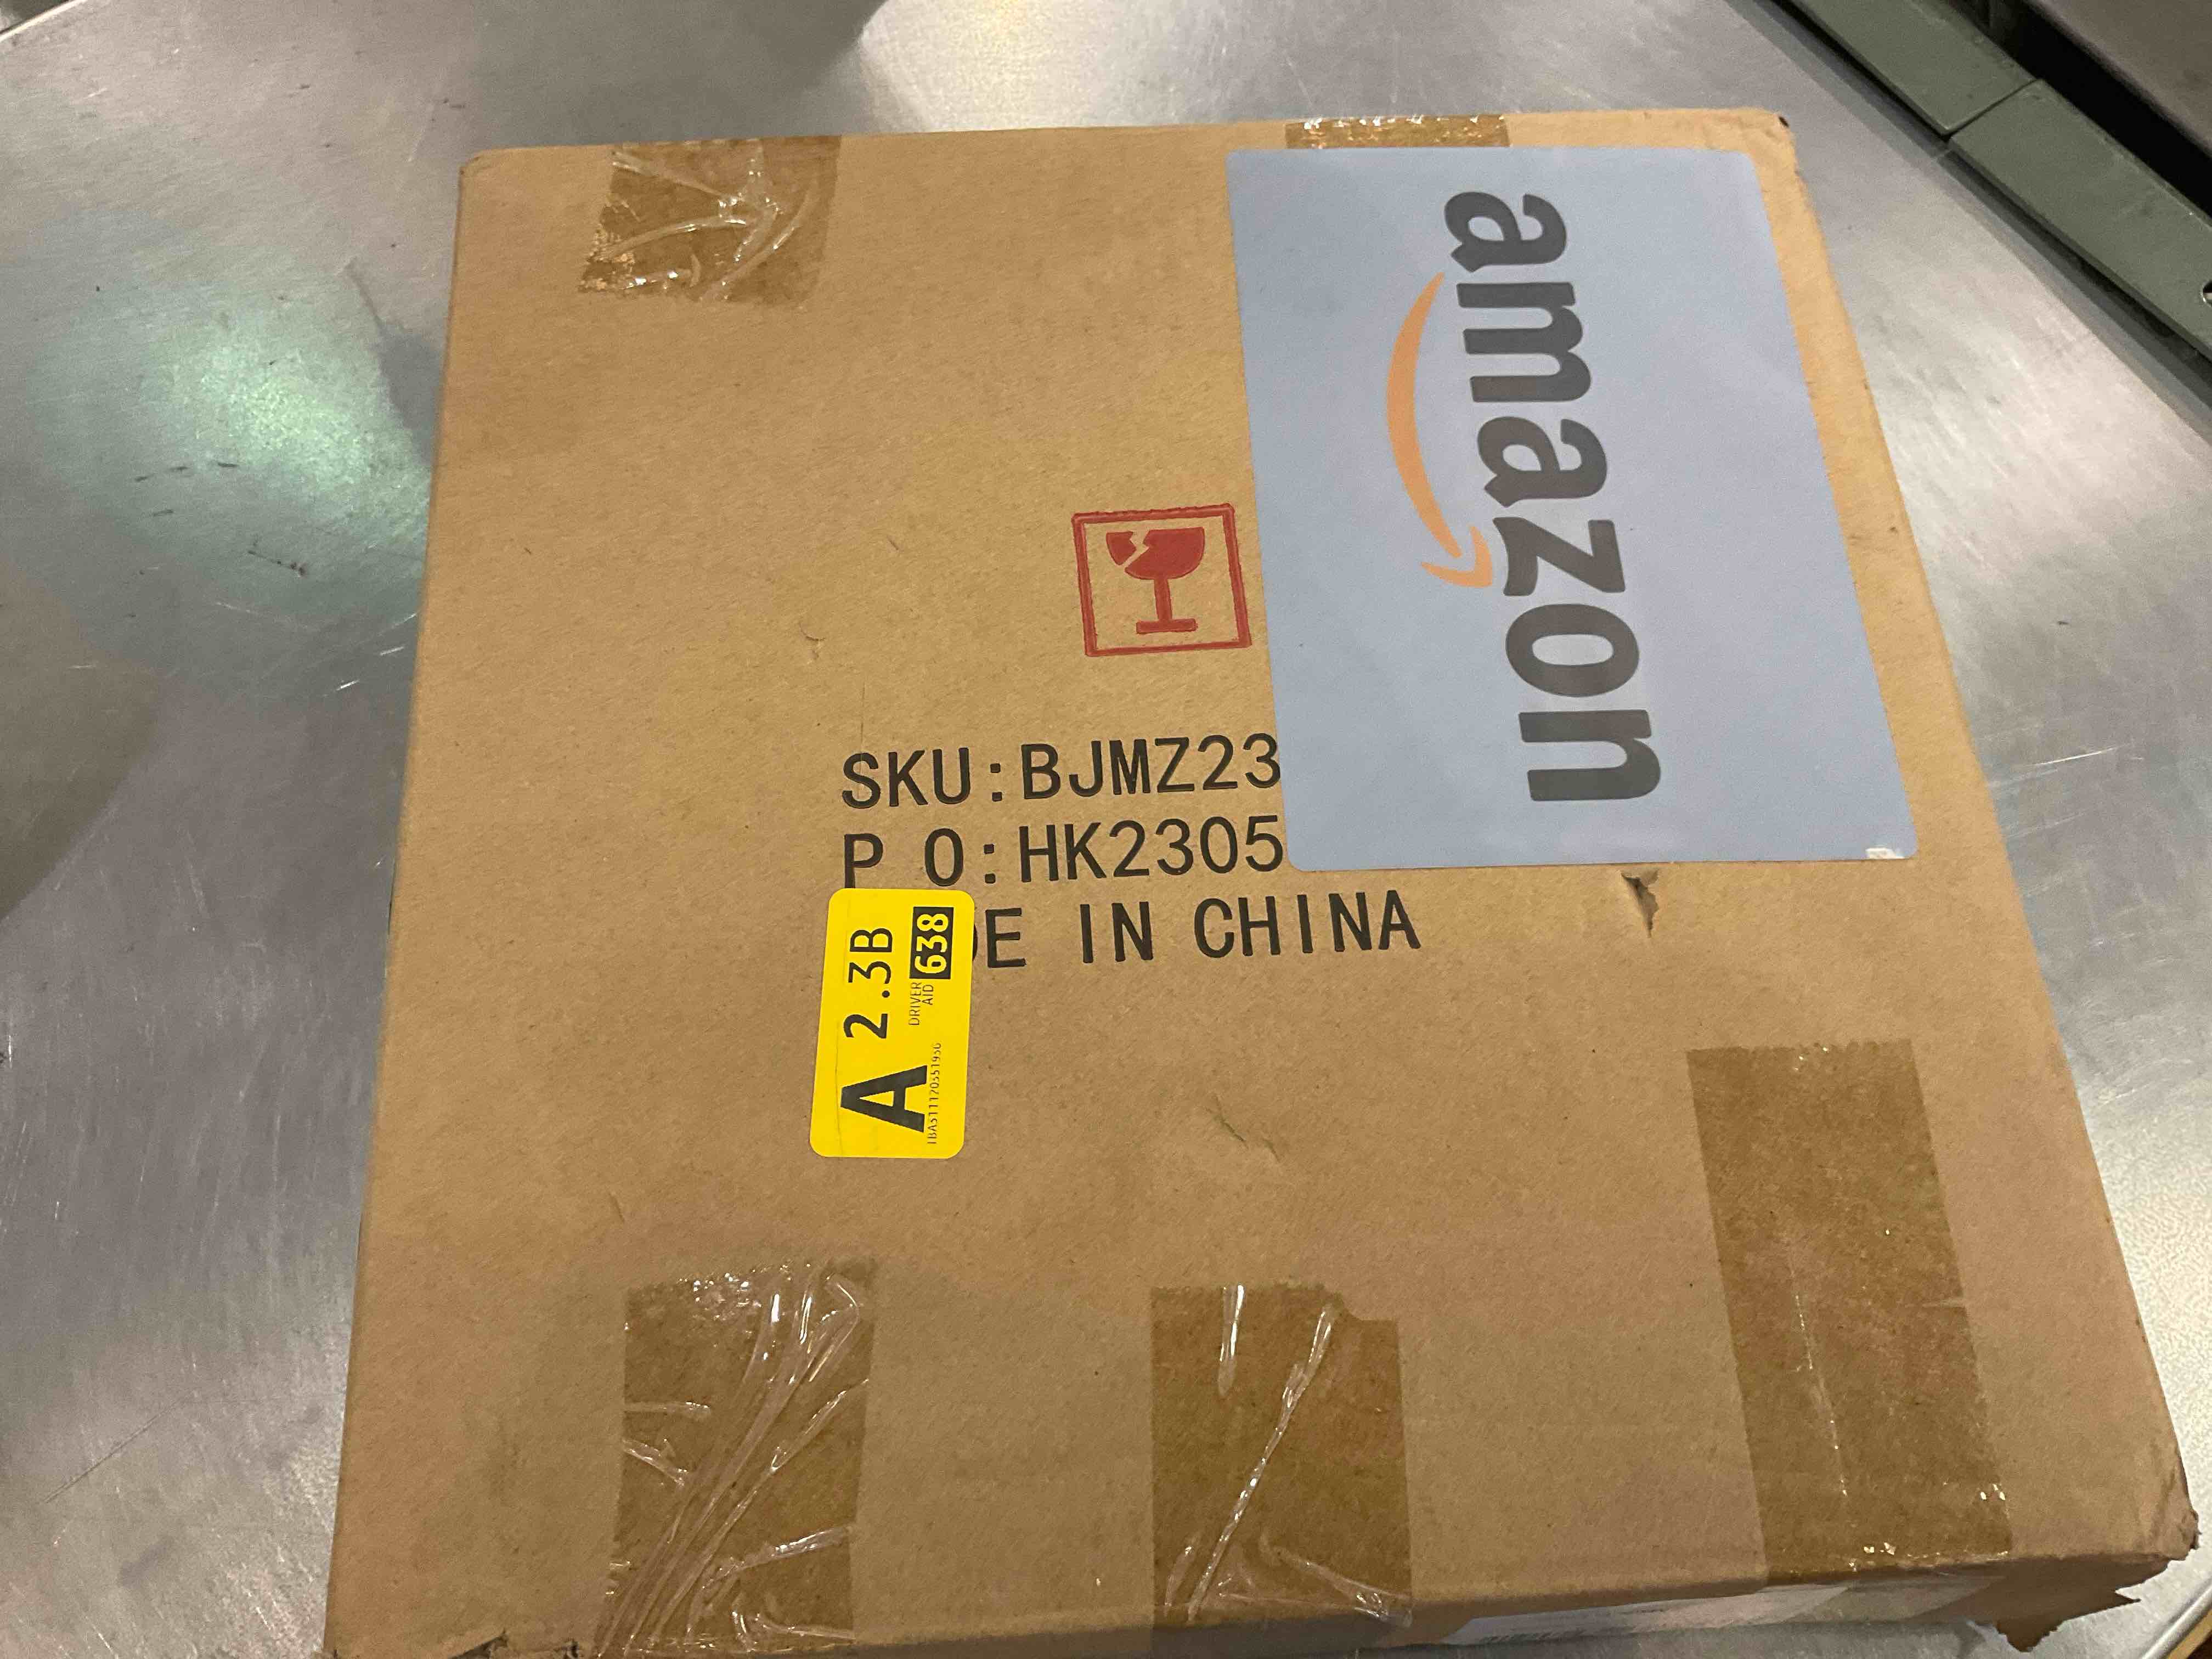 amazon
SKU:BJMZ23
P O:HK2305
DE IN CHINA
A 2.3B
DRIVER
AID 638